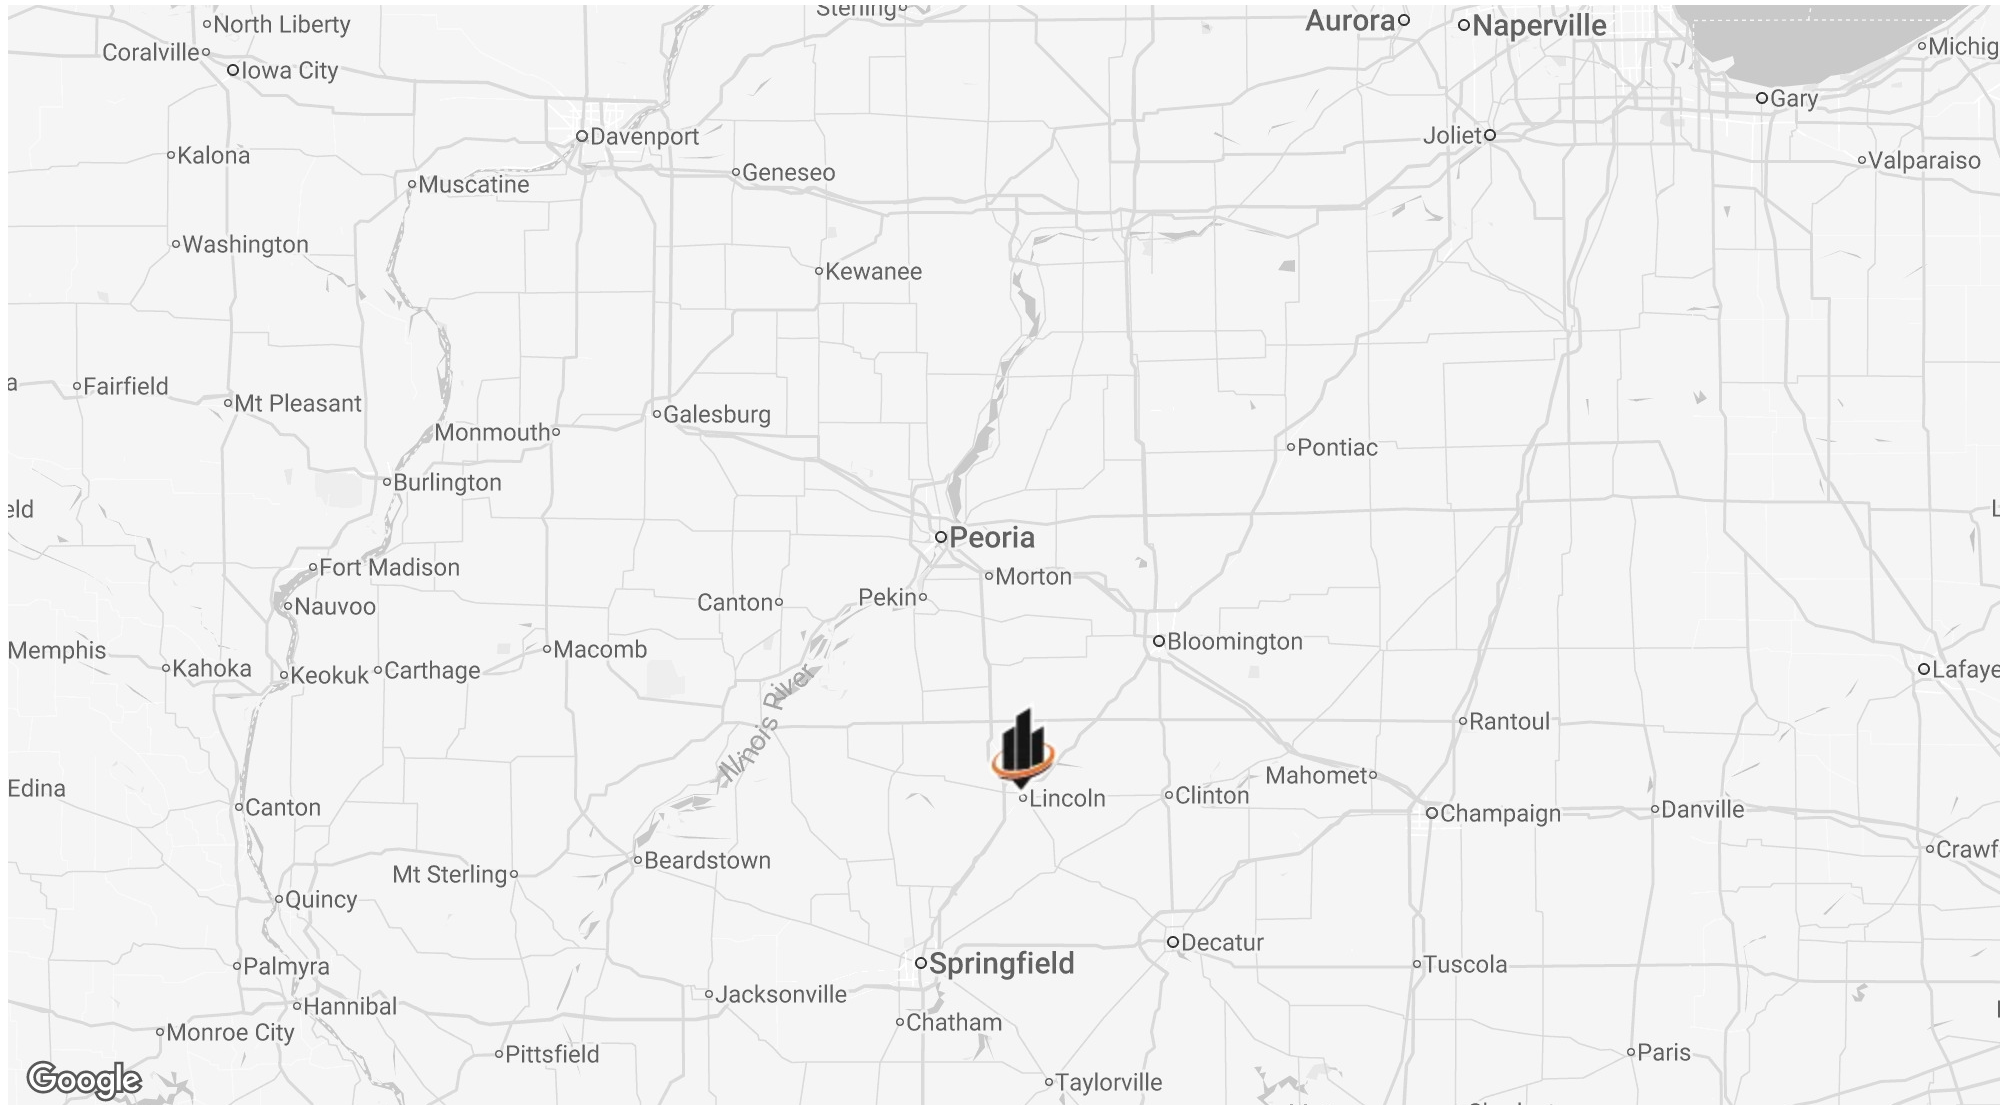 Sterling
North Liberty
Aurora
Naperville
Coralville
Michig
Iowa City
Gary
Davenport
Joliet
Kalona
Valparaiso
Geneseo
Muscatine
Washington
Kewanee
a
Fairfield
Mt Pleasant
Galesburg
Monmouth
Pontiac
Burlington
eld
L
Peoria
Fort Madison
Morton
Canton
Pekin
Nauvoo
Bloomington
Memphis
Macomb
Kahoka
Keokuk
Carthage
Lafaye
Illinois River
Rantoul
Mahomet
Edina
Lincoln
Clinton
Canton
Champaign
Danville
Crawf
Beardstown
Mt Sterling
Quincy
Decatur
Springfield
Palmyra
Tuscola
Jacksonville
Hannibal
Chatham
Monroe City
Pittsfield
Paris
Google
Taylorville